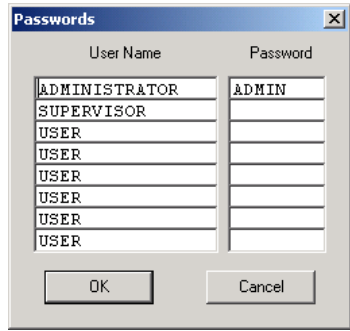 Passwords
User Name Password
ADMINISTRATOR ADMIN
SUPERVISOR
USER
USER
USER
USER
USER
USER
OK Cancel